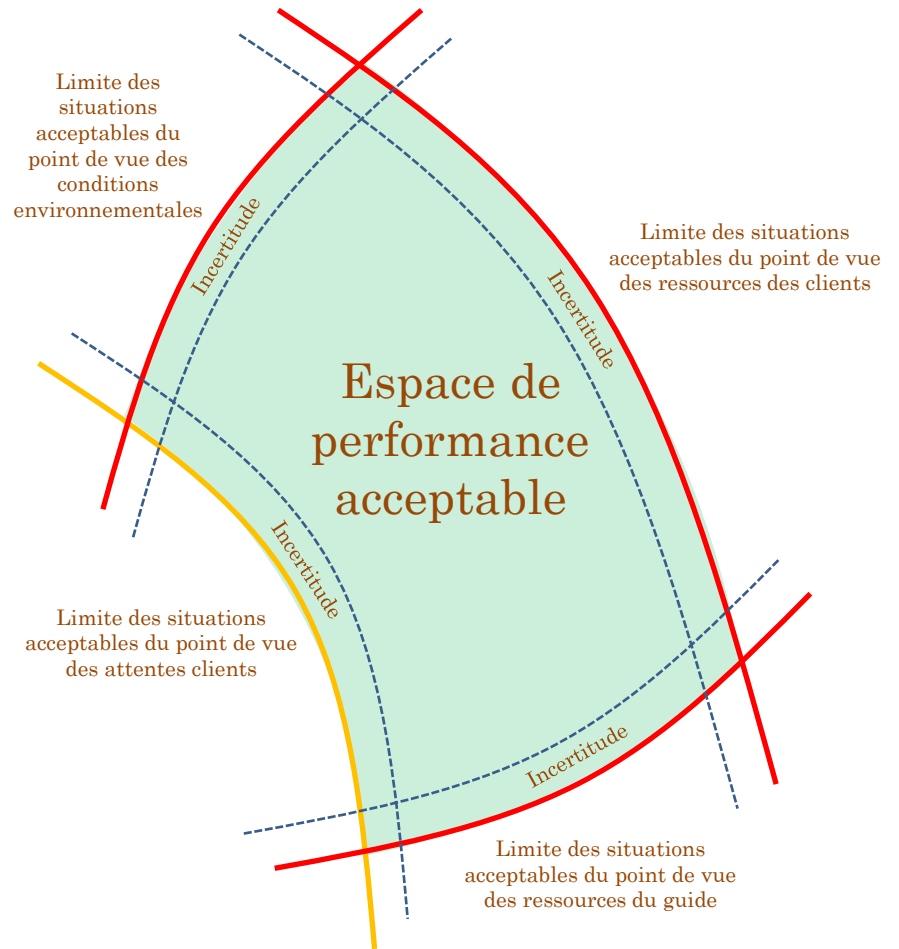 Limite des
situations
acceptables du
point de vue des
conditions
environnementales
Incertitude
Limite des situations
acceptables du point de vue
des ressources des clients
Incertitude
Espace de
performance
acceptable
Incertitude
Limite des situations
acceptables du point de vue
des attentes clients
Incertitude
Limite des situations
acceptables du point de vue
des ressources du guide